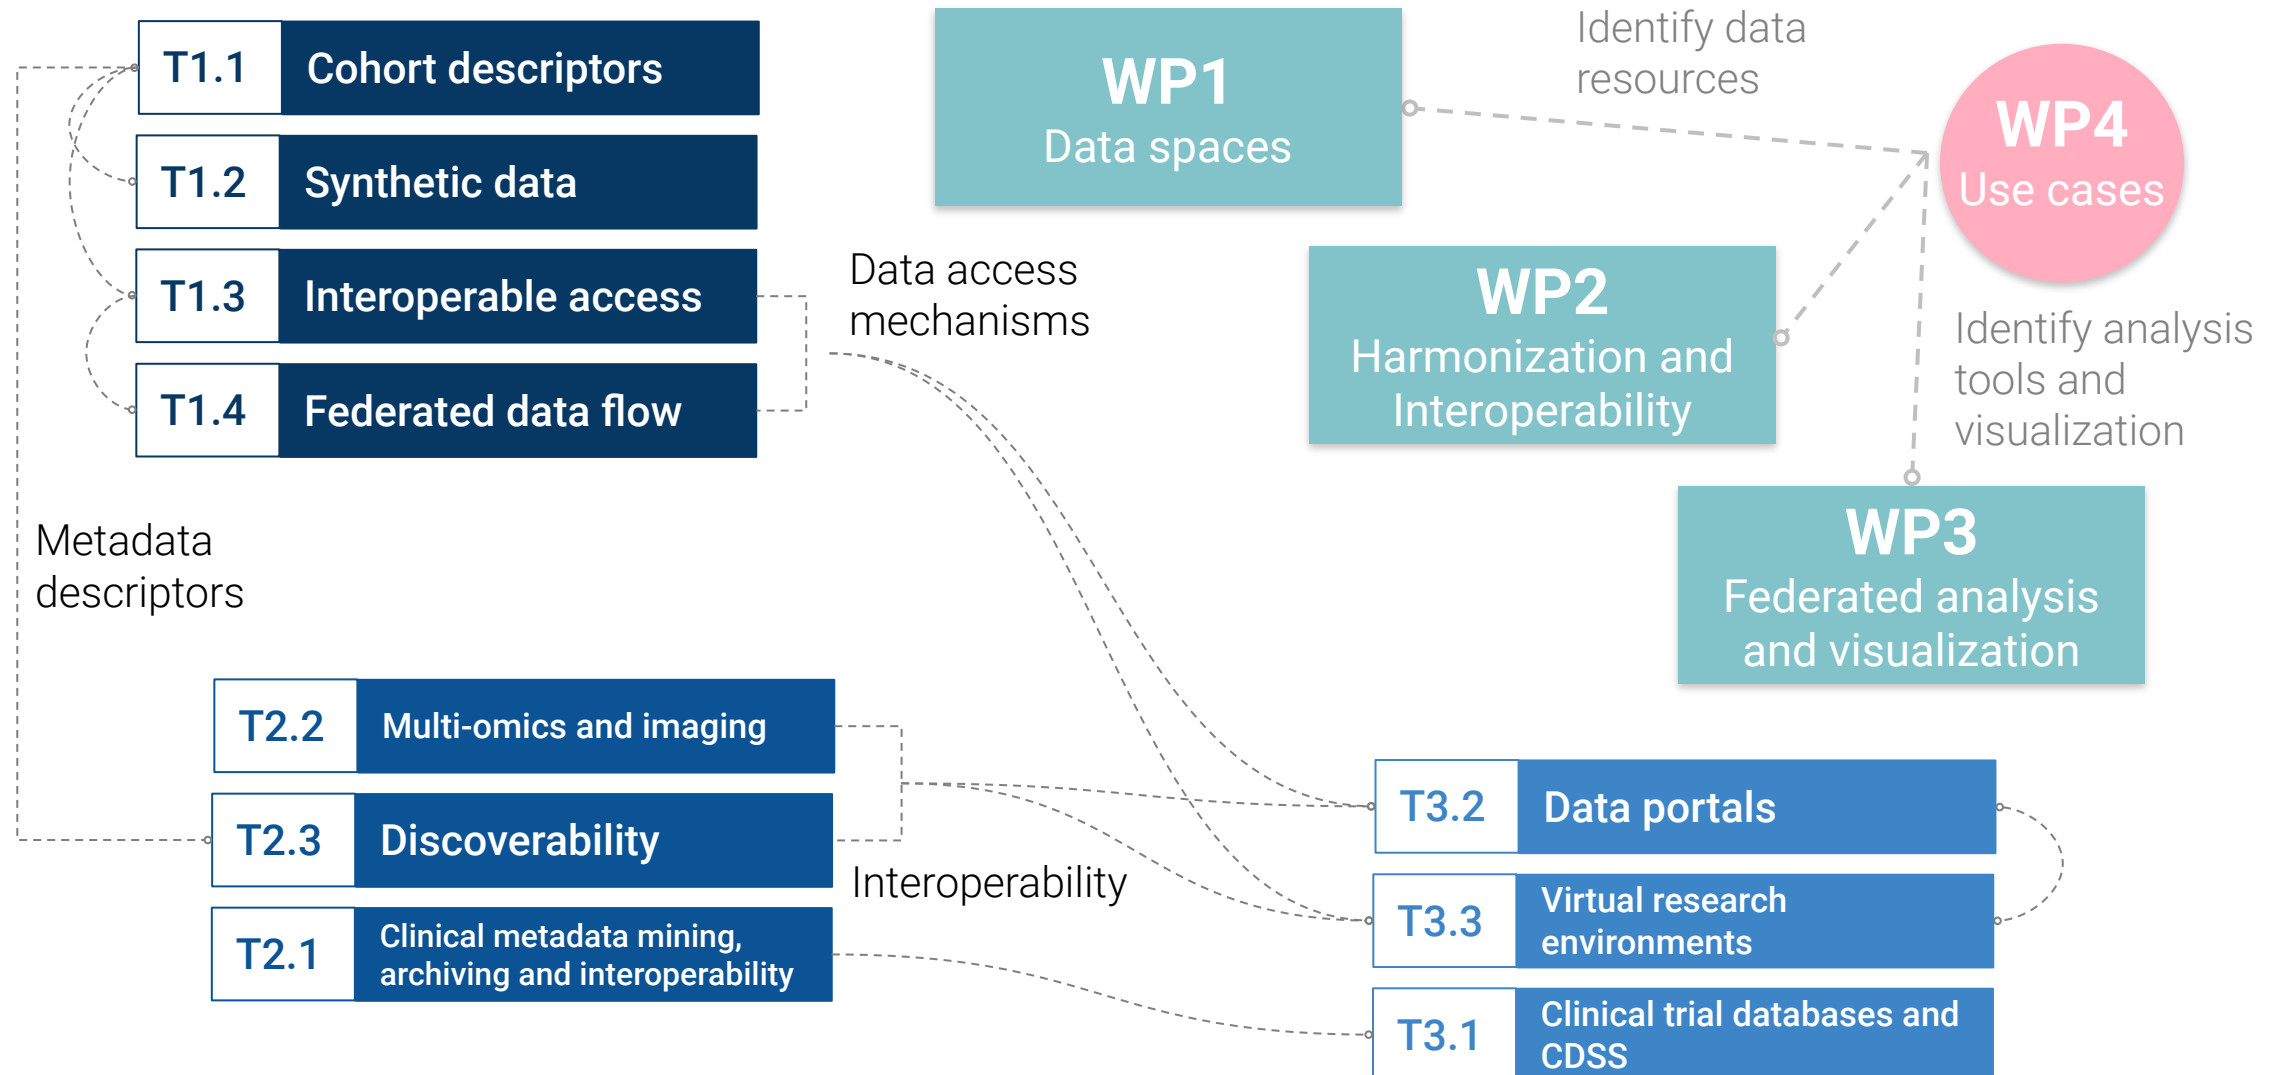 T1.1
Cohort descriptors
T1.2
Synthetic data
T1.3
Interoperable access
T1.4
Federated data flow
Data access
mechanisms
Metadata
descriptors
WP1
Data spaces
Identify data
resources
WP4
Use cases
WP2
Harmonization and
Interoperability
Identify analysis
tools and
visualization
WP3
Federated analysis
and visualization
T2.2
Multi-omics and imaging
T2.3
Discoverability
T2.1
Clinical metadata mining,
archiving and interoperability
Interoperability
T3.2
Data portals
T3.3
Virtual research
environments
T3.1
Clinical trial databases and
CDSS